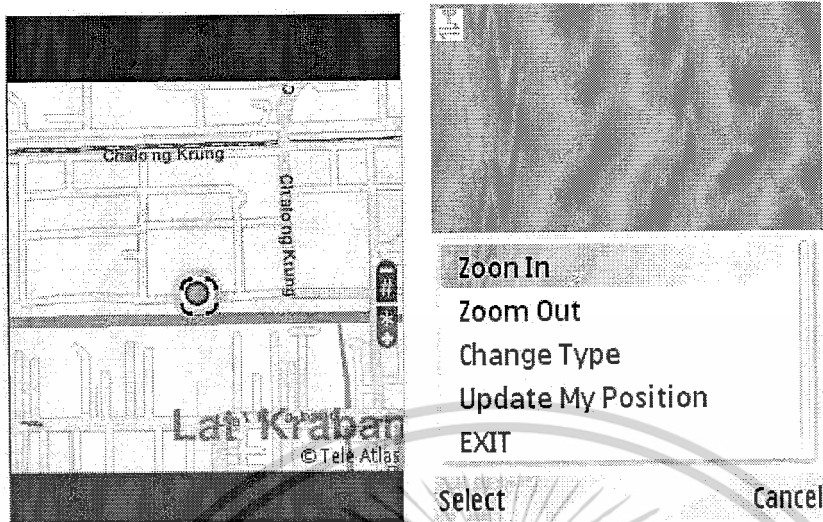 Chalong Krung
Chalong Krung
Lat Kraban
© Tele Atlas
Zoon In
Zoom Out
Change Type
Update My Position
EXIT
Select
Cancel